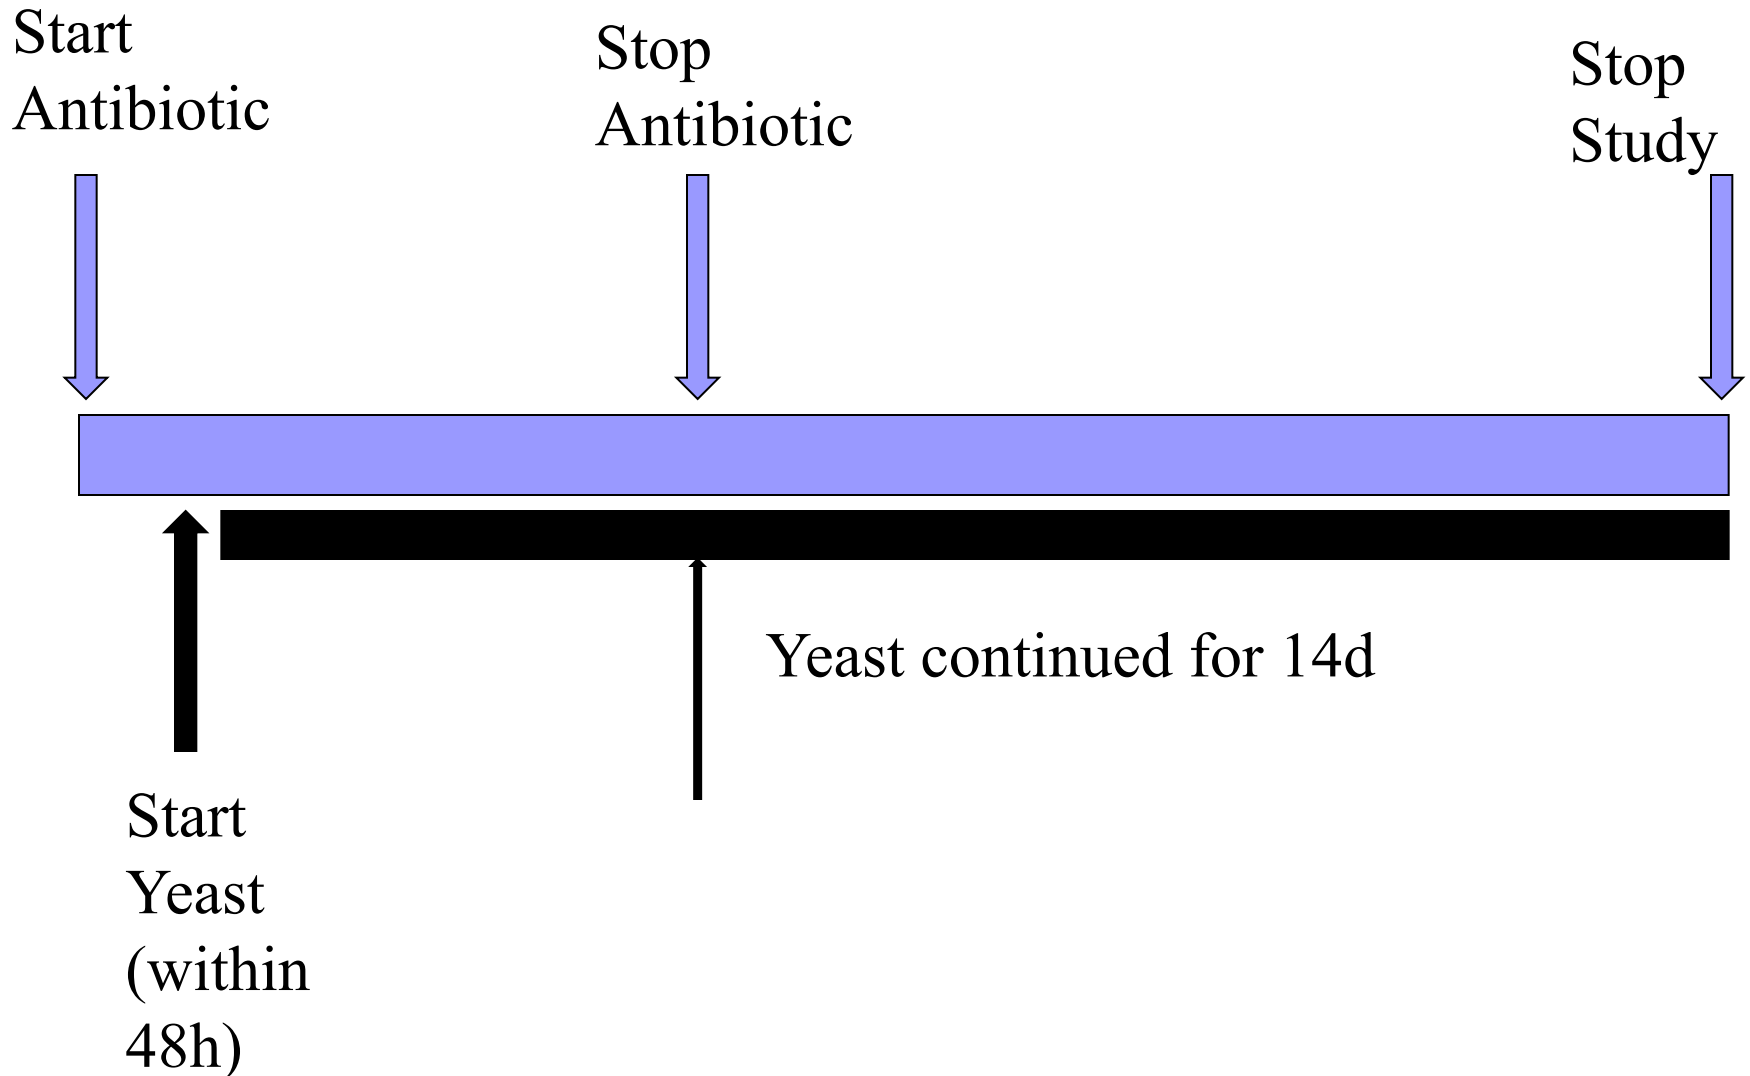 Start
Antibiotic
Stop
Antibiotic
Stop
Study
Yeast continued for 14d
Start
Yeast
(within
48h)